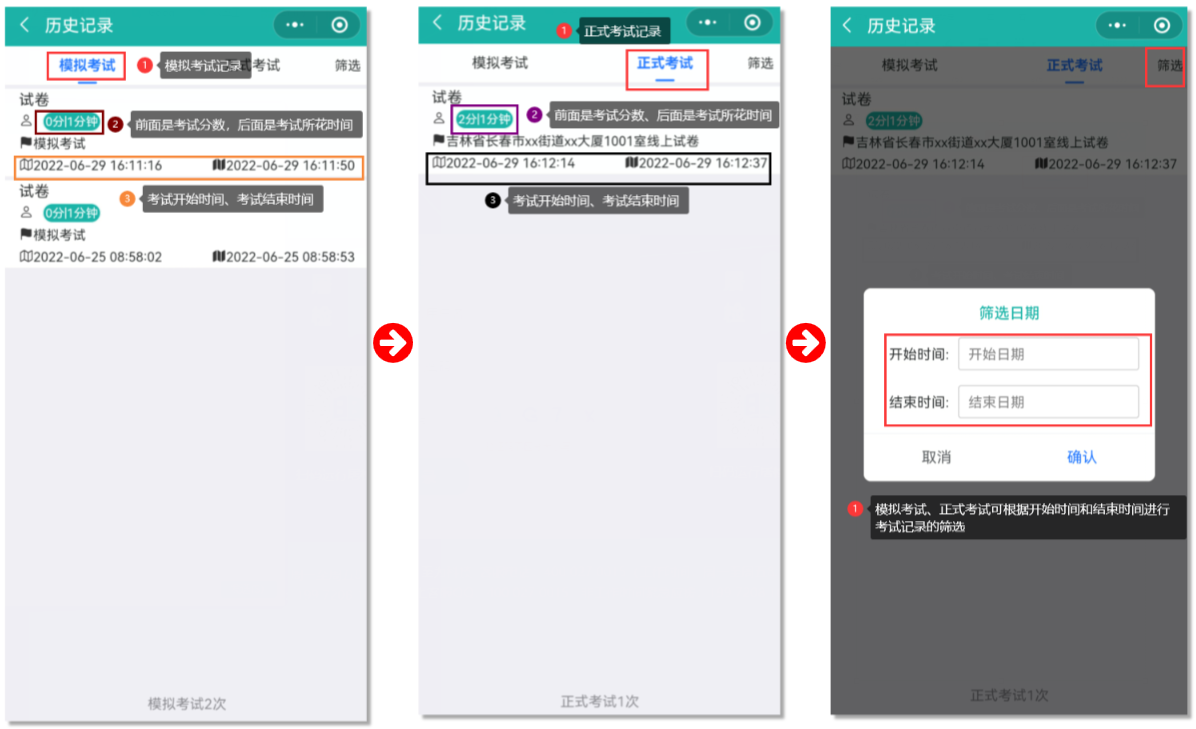 历史记录
模拟考试
1 模拟考试记录
式考试
筛选
试卷
0分|1分钟
2 前面是考试分数，后面是考试所花时间
模拟考试
2022-06-29 16:11:16
2022-06-29 16:11:50
试卷
0分|1分钟
3 考试开始时间、考试结束时间
模拟考试
2022-06-25 08:58:02
2022-06-25 08:58:53
模拟考试2次
历史记录
1 正式考试记录
模拟考试
正式考试
筛选
试卷
2分|1分钟
2 前面是考试分数、后面是考试所花时间
吉林省长春市xx街道xx大厦1001室线上试卷
2022-06-29 16:12:14
2022-06-29 16:12:37
3 考试开始时间、考试结束时间
正式考试1次
历史记录
模拟考试
正式考试
筛选
试卷
2分|1分钟
吉林省长春市xx街道xx大厦1001室线上试卷
2022-06-29 16:12:14
2022-06-29 16:12:37
筛选日期
开始时间: 开始日期
结束时间: 结束日期
取消
确认
1 模拟考试、正式考试可根据开始时间和结束时间进行
考试记录的筛选
正式考试1次